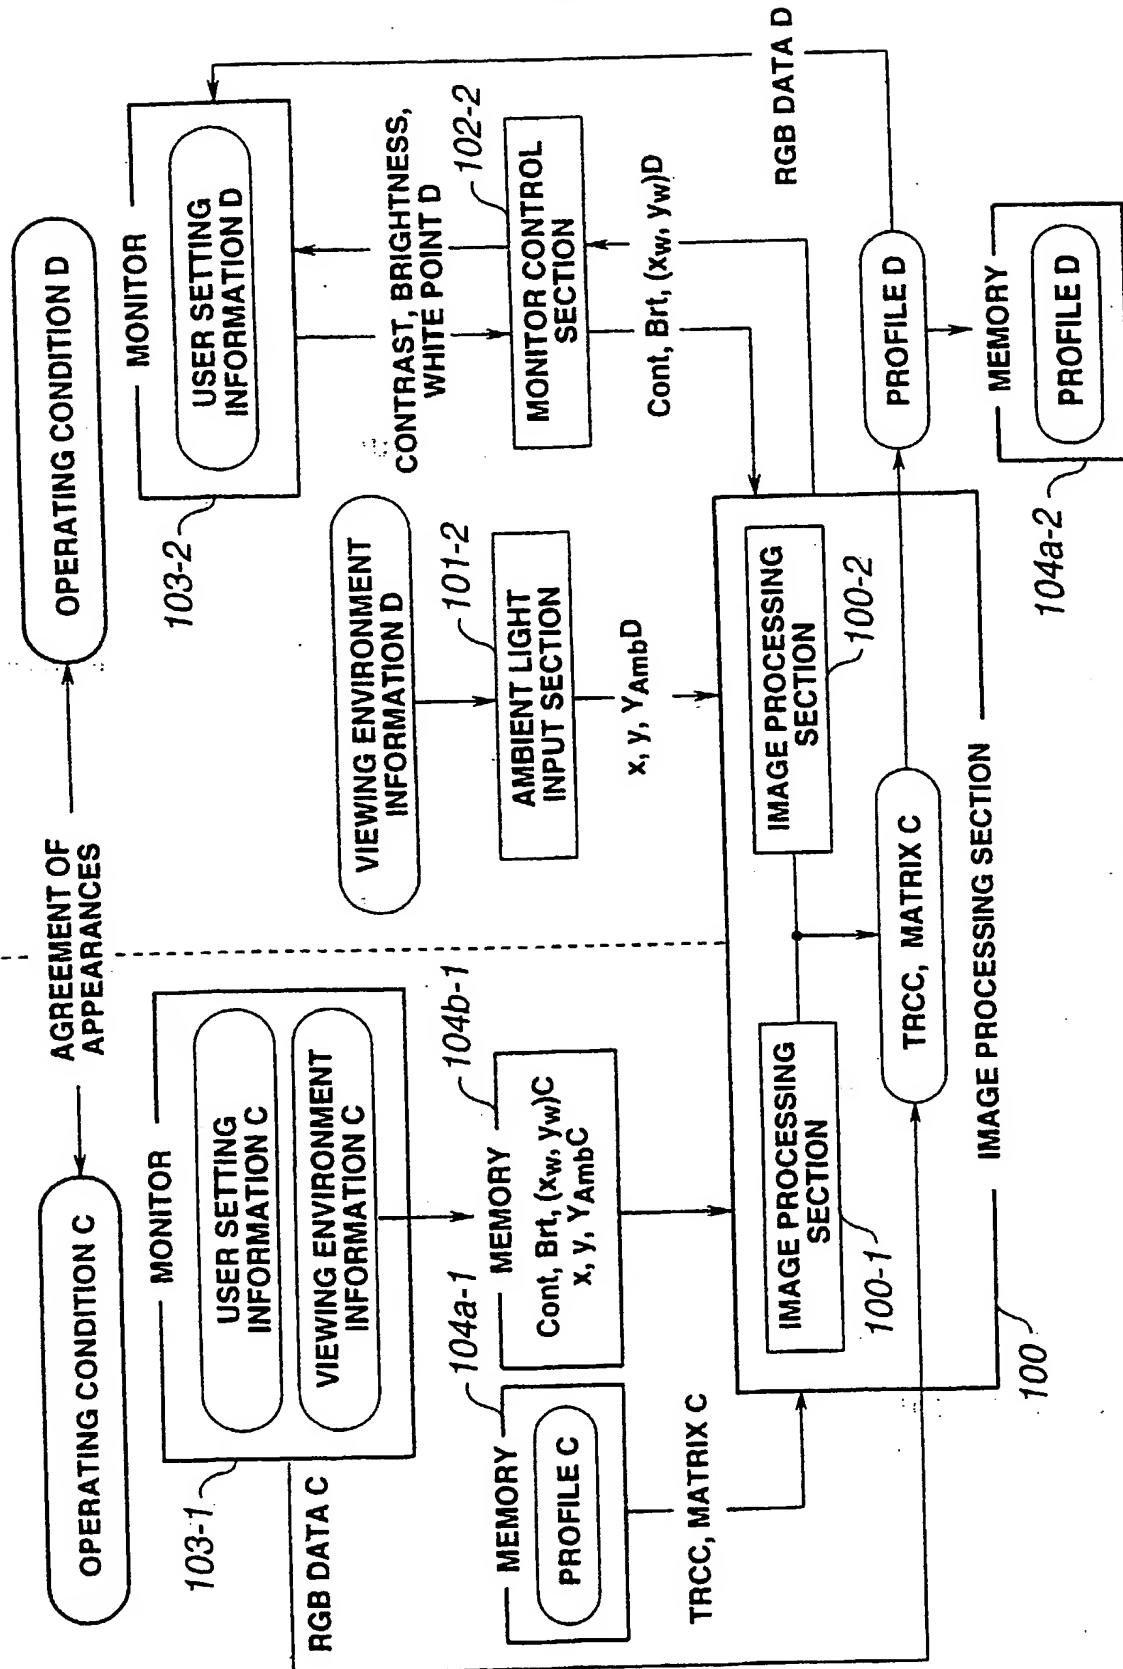 OPERATING CONDITION C
AGREEMENT OF
APPEARANCES
OPERATING CONDITION D
103-1
MONITOR
USER SETTING
INFORMATION C
VIEWING ENVIRONMENT
INFORMATION C
RGB DATA C
104a-1
MEMORY
PROFILE C
TRCC, MATRIX C
104b-1
MEMORY
Cont, Brt, (xw, yw)C
x, y, YAmbC
103-2
MONITOR
USER SETTING
INFORMATION D
VIEWING ENVIRONMENT
INFORMATION D
101-2
AMBIENT LIGHT
INPUT SECTION
x, y, YAmbD
CONTRAST, BRIGHTNESS,
WHITE POINT D
102-2
MONITOR CONTROL
SECTION
Cont, Brt, (xw, yw)D
RGB DATA D
IMAGE PROCESSING
SECTION
100-1
IMAGE PROCESSING
SECTION
100-2
TRCC, MATRIX C
IMAGE PROCESSING SECTION
100
PROFILE D
MEMORY
PROFILE D
104a-2